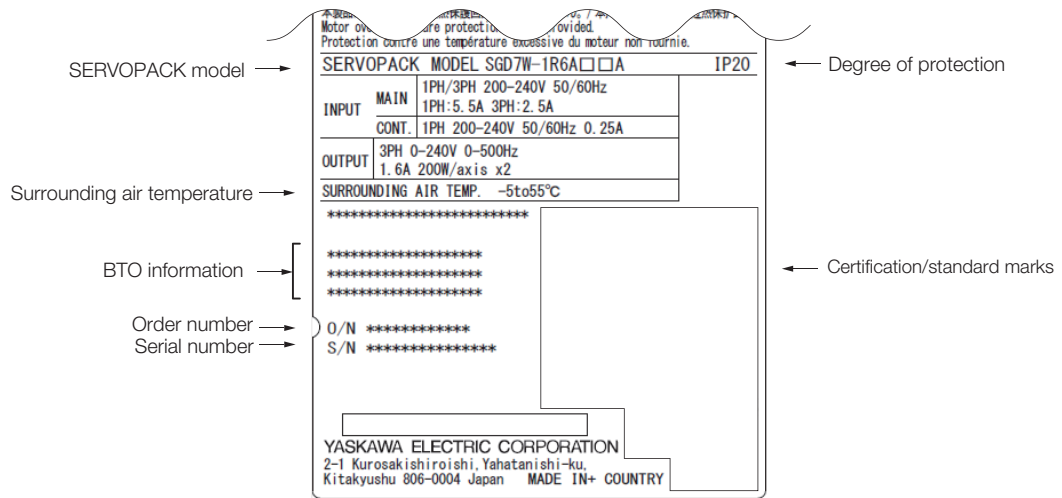 Motor re protectio rovided.
Protection contre une température excessive du moteur non fournie.
SERVOPACK model
SERVOPACK MODEL SGD7W-1R6A□□A IP20
Degree of protection
INPUT MAIN 1PH/3PH 200-240V 50/60Hz
1PH:5.5A 3PH:2.5A
CONT. 1PH 200-240V 50/60Hz 0.25A
OUTPUT 3PH 0-240V 0-500Hz
1.6A 200W/axis x2
Surrounding air temperature
SURROUNDING AIR TEMP. -5to55℃
**************************
BTO information
********************
********************
********************
Certification/standard marks
Order number
O/N ************
Serial number
S/N ***************
YASKAWA ELECTRIC CORPORATION
2-1 Kurosakishiroishi, Yahatanishi-ku,
Kitakyushu 806-0004 Japan MADE IN+ COUNTRY